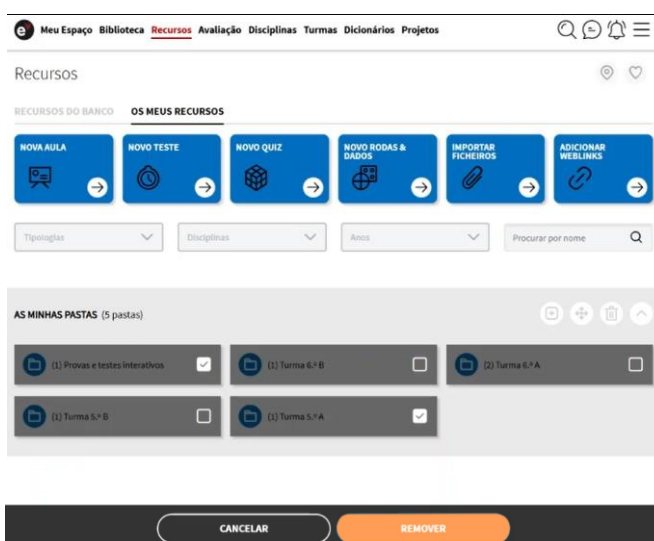 e
Meu Espaço Biblioteca Recursos Avaliação Disciplinas Turmas Dicionários Projetos
Recursos
RECURSOS DO BANCO OS MEUS RECURSOS
NOVA AULA
NOVO TESTE
NOVO QUIZ
NOVO RODAS &
DADOS
IMPORTAR
FICHEIROS
ADICIONAR
WEBLINKS
Tipologias
Disciplinas
Anos
Procurar por nome
AS MINHAS PASTAS (5 pastas)
(1) Provas e testes interativos
(1) Turma 6.º B
(2) Turma 6.º A
(1) Turma 5.º B
(1) Turma 5.º A
CANCELAR
REMOVER